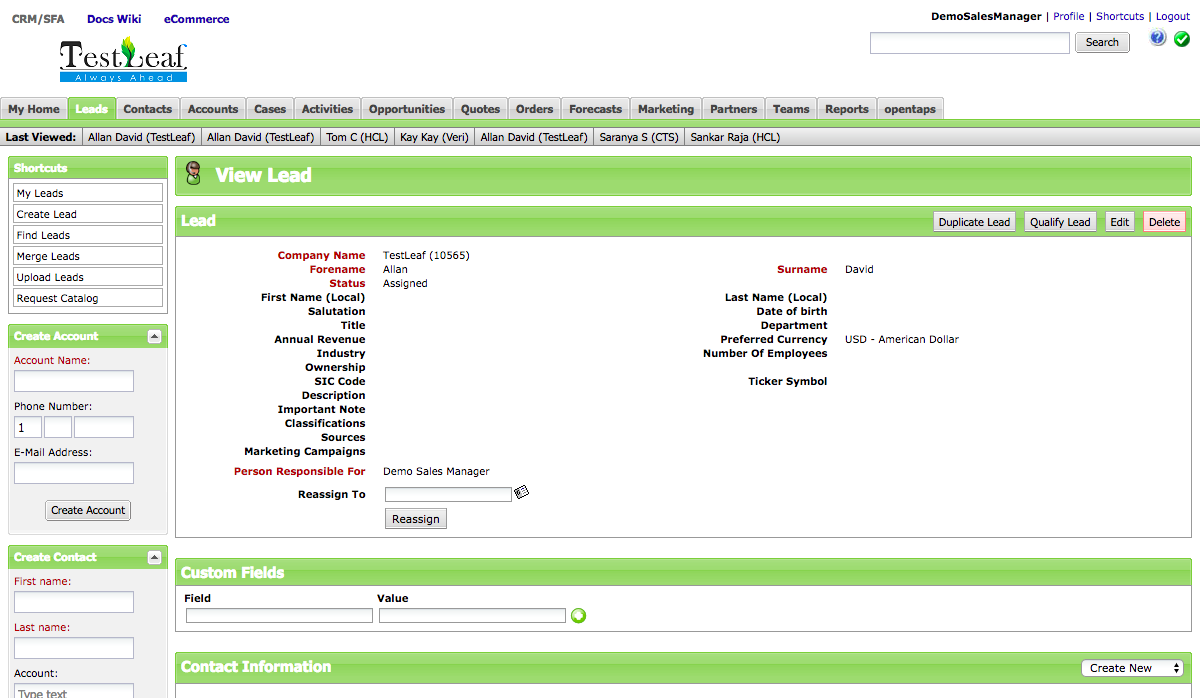 CRM/SFA Docs Wiki eCommerce
DemoSalesManager | Profile | Shortcuts | Logout
TestLeaf
Always Ahead
Search
?
My Home Leads Contacts Accounts Cases Activities Opportunities Quotes Orders Forecasts Marketing Partners Teams Reports opentaps
Last Viewed: Allan David (TestLeaf) Allan David (TestLeaf) Tom C (HCL) Kay Kay (Veri) Allan David (TestLeaf) Saranya S (CTS) Sankar Raja (HCL)
Shortcuts
My Leads
Create Lead
Find Leads
Merge Leads
Upload Leads
Request Catalog
Create Account
Account Name:
Phone Number:
1
E-Mail Address:
Create Account
Create Contact
First name:
Last name:
Account:
Type text
View Lead
Lead
Duplicate Lead Qualify Lead Edit Delete
Company Name TestLeaf (10565)
Forename Allan Surname David
Status Assigned
First Name (Local) Last Name (Local)
Salutation Date of birth
Title Department
Annual Revenue Preferred Currency USD - American Dollar
Industry Number Of Employees
Ownership
SIC Code Ticker Symbol
Description
Important Note
Classifications
Sources
Marketing Campaigns
Person Responsible For Demo Sales Manager
Reassign To
Reassign
Custom Fields
Field Value
Contact Information Create New